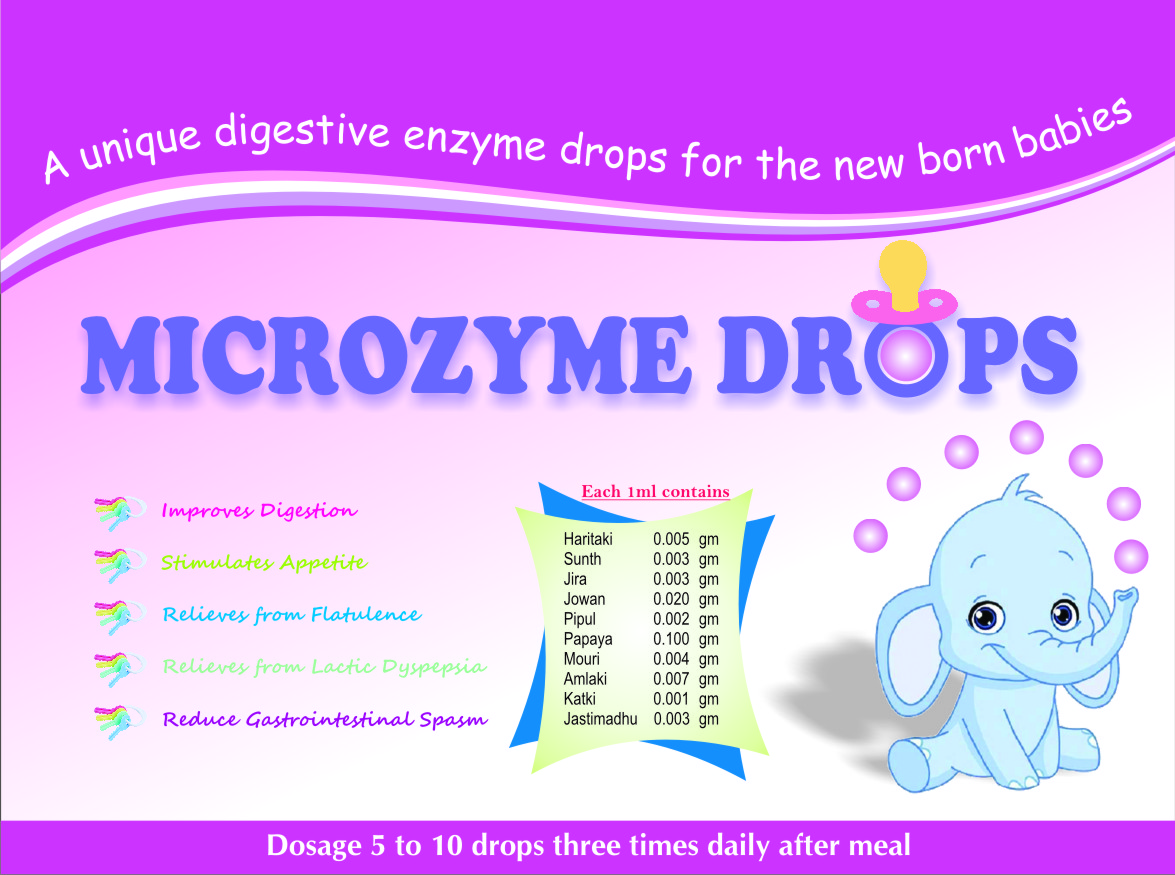 A unique digestive enzyme drops for the new born babies
MICROZYME DROPS
Improves Digestion
Stimulates Appetite
Relieves from Flatulence
Relieves from Lactic Dyspepsia
Reduce Gastrointestinal Spasm
Each 1ml contains
Haritaki 0.005 gm
Sunth 0.003 gm
Jira 0.003 gm
Jowan 0.020 gm
Pipul 0.002 gm
Papaya 0.100 gm
Mouri 0.004 gm
Amlaki 0.007 gm
Katki 0.001 gm
Jastimadhu 0.003 gm
Dosage 5 to 10 drops three times daily after meal